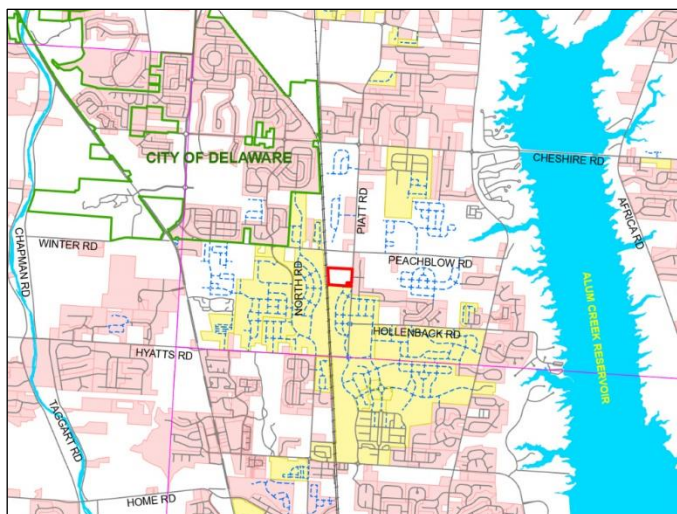 CITY OF DELAWARE
CHESHIRE RD
PIATT RD
AFRICA RD
CHAPMAN RD
WINTER RD
NORTH RD
PEACHBLOW RD
ALUM CREEK RESERVOIR
HOLLENBACK RD
HYATTS RD
TAGGART RD
HOME RD